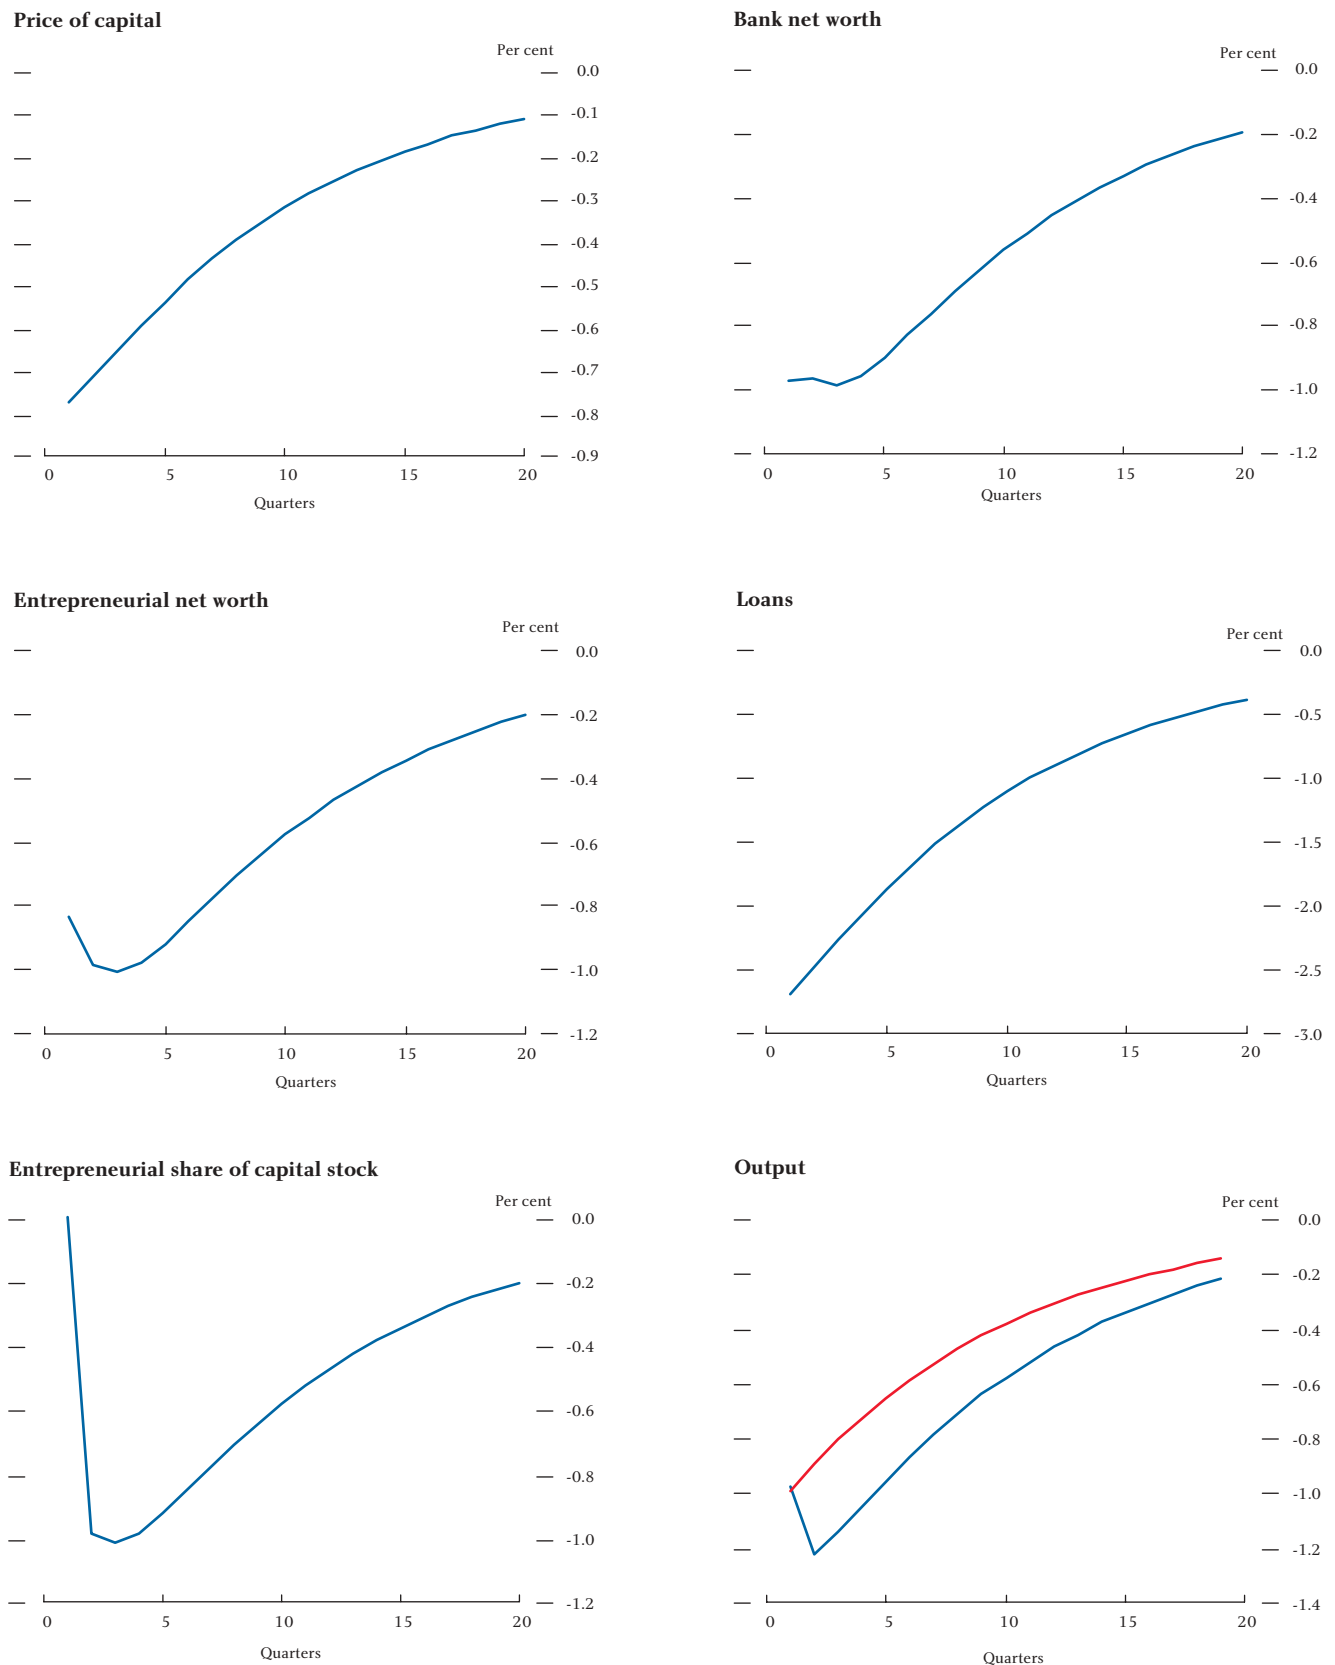 Price of capital
Per cent
0.0
-0.1
-0.2
-0.3
-0.4
-0.5
-0.6
-0.7
-0.8
-0.9
0 5 10 15 20
Quarters
Bank net worth
Per cent
0.0
-0.2
-0.4
-0.6
-0.8
-1.0
-1.2
0 5 10 15 20
Quarters
Entrepreneurial net worth
Per cent
0.0
-0.2
-0.4
-0.6
-0.8
-1.0
-1.2
0 5 10 15 20
Quarters
Loans
Per cent
0.0
-0.5
-1.0
-1.5
-2.0
-2.5
-3.0
0 5 10 15 20
Quarters
Entrepreneurial share of capital stock
Per cent
0.0
-0.2
-0.4
-0.6
-0.8
-1.0
-1.2
0 5 10 15 20
Quarters
Output
Per cent
0.0
-0.2
-0.4
-0.6
-0.8
-1.0
-1.2
-1.4
0 5 10 15 20
Quarters